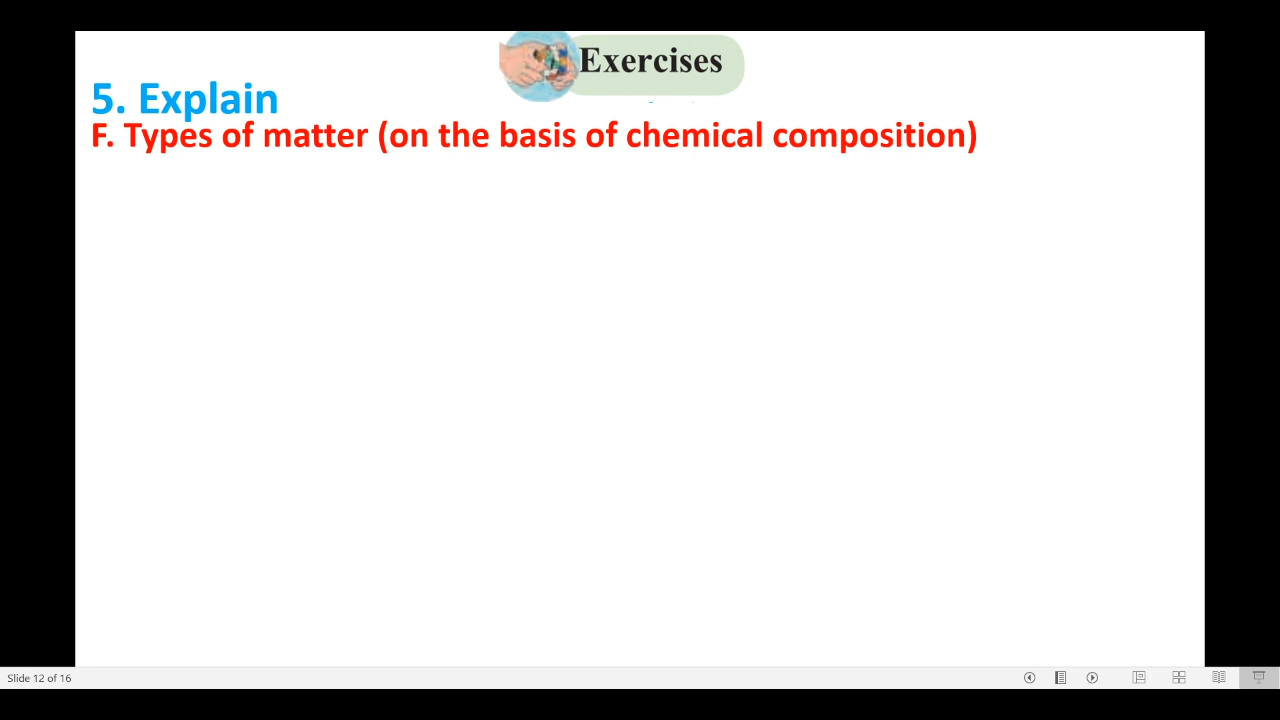 Exercises
5. Explain
F. Types of matter (on the basis of chemical composition)
Slide 12 of 16